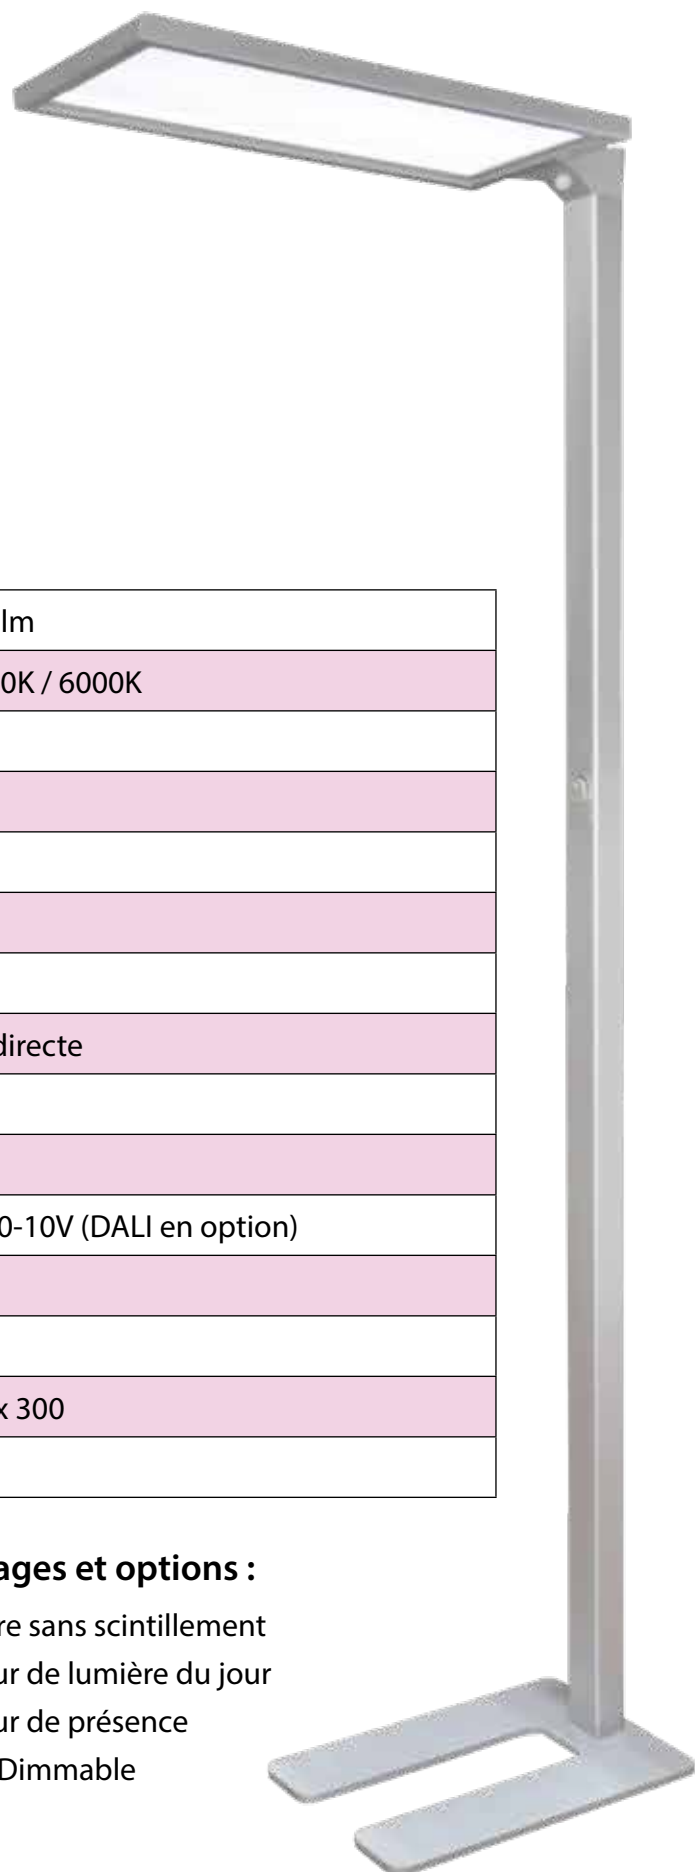 lm
0K / 6000K
directe
0-10V (DALI en option)
x 300
ages et options :
re sans scintillement
ur de lumière du jour
ur de présence
Dimmable